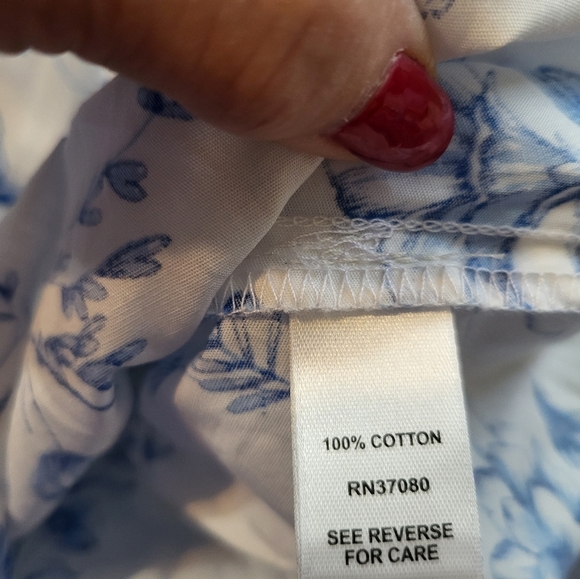 100% COTTON
RN37080
SEE REVERSE
FOR CARE